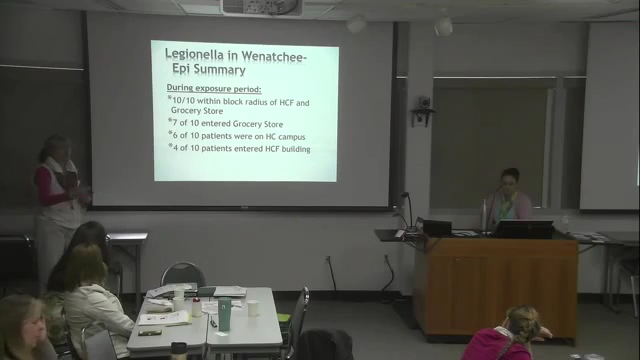 Legionella in Wenatchee-
Epi Summary
During exposure period:
*10/10 within block radius of HCF and
Grocery Store
*7 of 10 entered Grocery Store
*6 of 10 patients were on HC campus
*4 of 10 patients entered HCF building